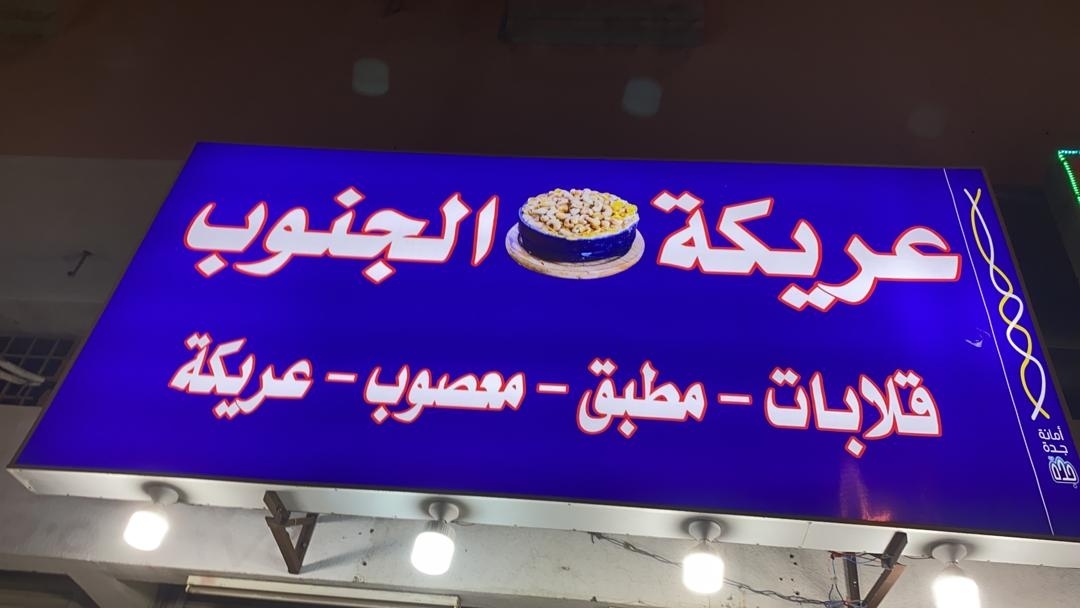 عريكة الجنوب
قلابات - مطبق - معصوب - عريكة
أمانة
جدة